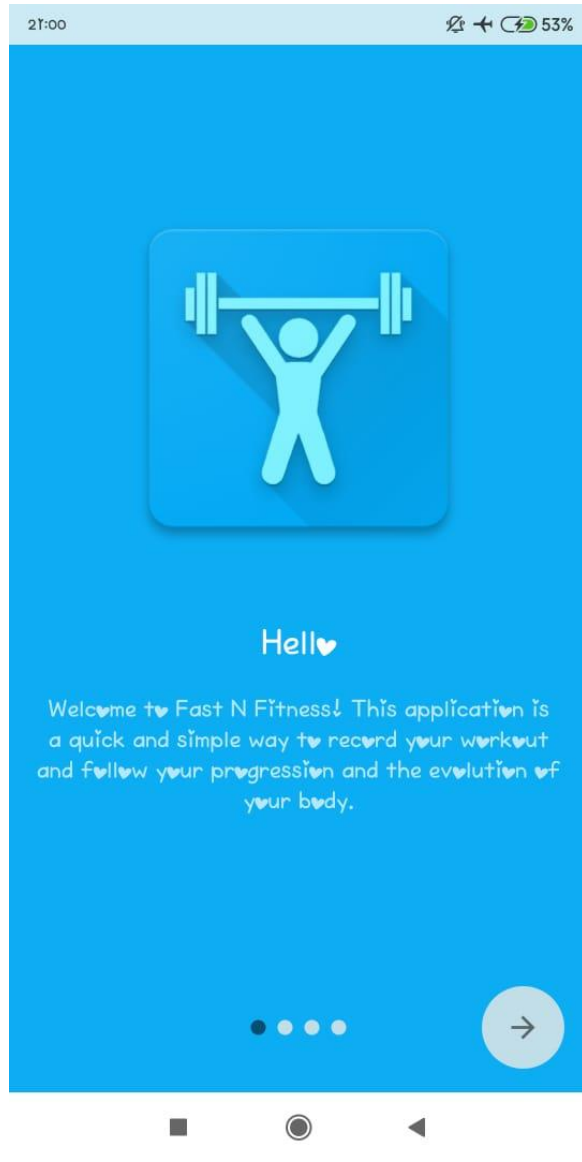 21:00
53%
Hello
Welcome to Fast N Fitness! This application is
a quick and simple way to record your workout
and follow your progression and the evolution of
your body.